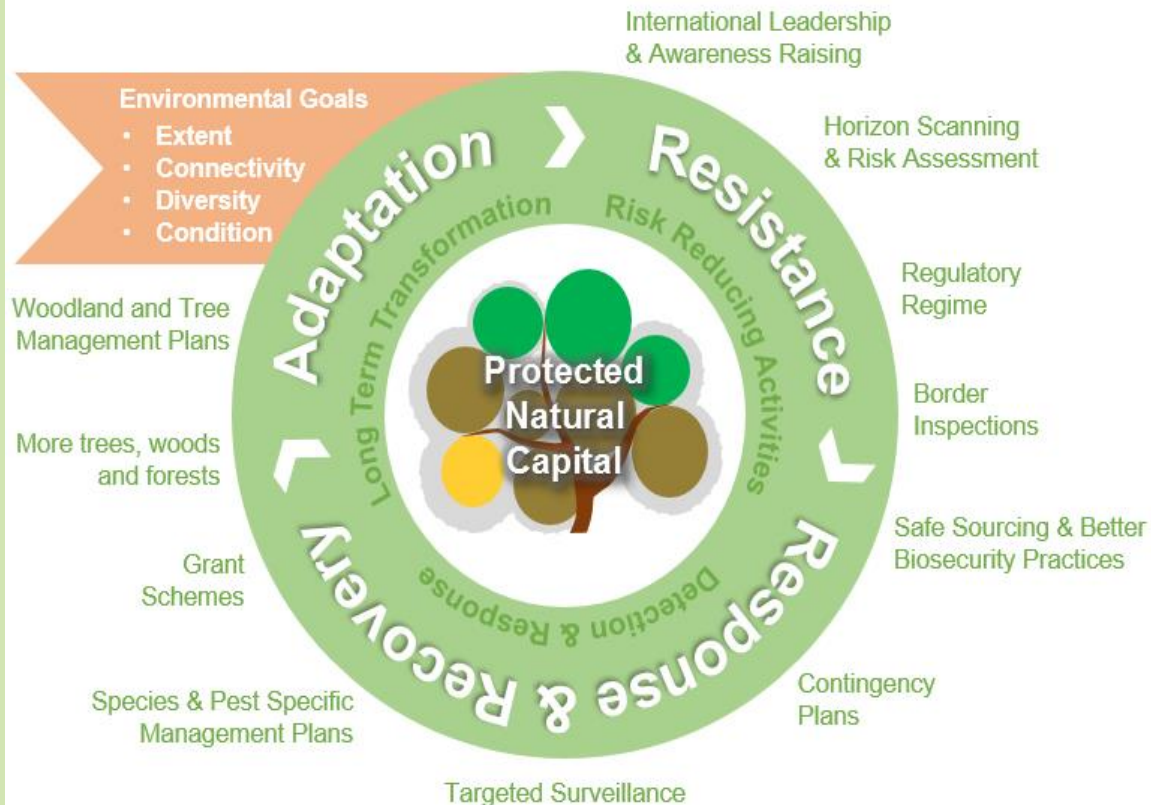 International Leadership
& Awareness Raising
Environmental Goals
• Extent
• Connectivity
• Diversity
• Condition
Horizon Scanning
& Risk Assessment
Adaptation
Resistance
Long Term Transformation
Risk Reducing Activities
Regulatory
Regime
Woodland and Tree
Management Plans
Protected
Natural
Capital
Border
Inspections
More trees, woods
and forests
Safe Sourcing & Better
Biosecurity Practices
Response & Recovery
Detection & Response
Grant
Schemes
Contingency
Plans
Species & Pest Specific
Management Plans
Targeted Surveillance